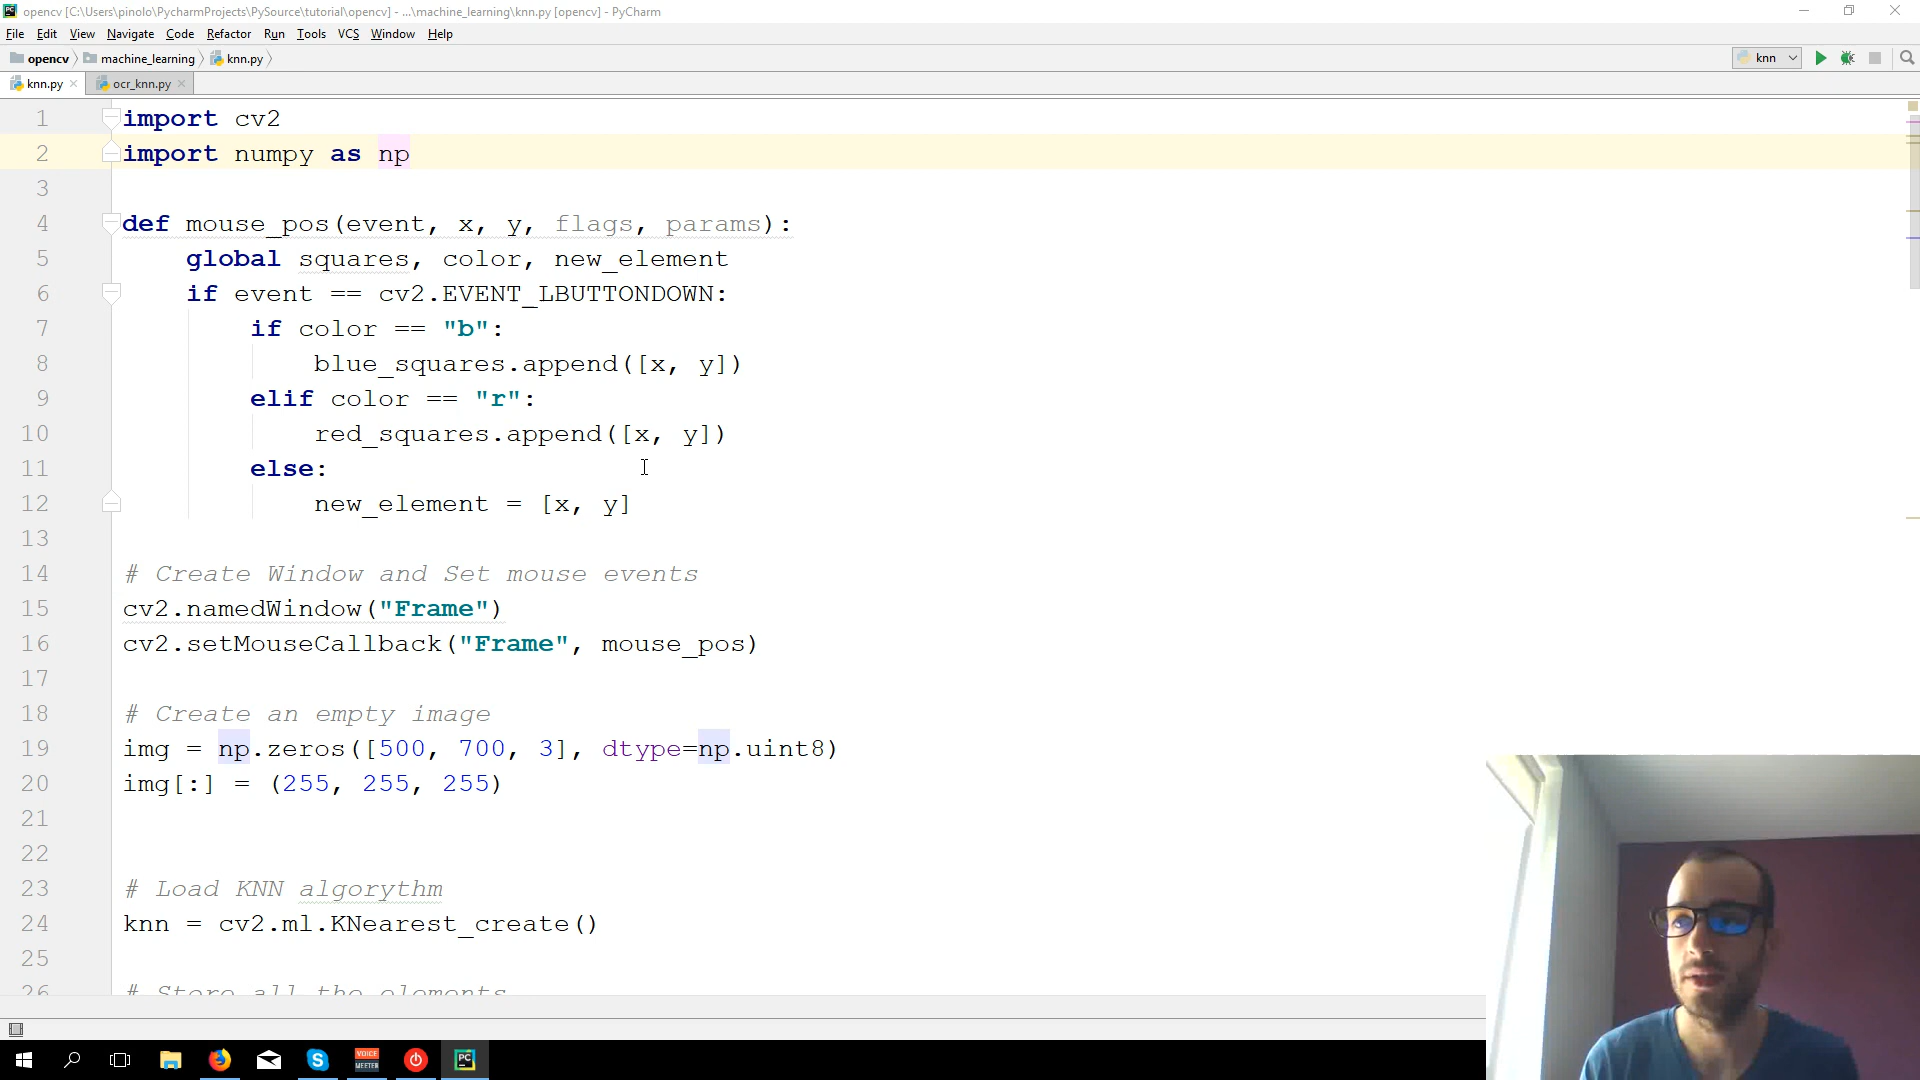 opencv [C:\Users\pinolo\PycharmProjects\PySource\tutorial\opencv] - ...\machine_learning\knn.py [opencv] - PyCharm
File Edit View Navigate Code Refactor Run Tools VCS Window Help
opencv machine_learning knn.py knn
knn.py ocr_knn.py
1 import cv2
2 import numpy as np
3
4 def mouse_pos(event, x, y, flags, params):
5 global squares, color, new_element
6 if event == cv2.EVENT_LBUTTONDOWN:
7 if color == "b":
8 blue_squares.append([x, y])
9 elif color == "r":
10 red_squares.append([x, y])
11 else:
12 new_element = [x, y]
13
14 # Create Window and Set mouse events
15 cv2.namedWindow("Frame")
16 cv2.setMouseCallback("Frame", mouse_pos)
17
18 # Create an empty image
19 img = np.zeros([500, 700, 3], dtype=np.uint8)
20 img[:] = (255, 255, 255)
21
22
23 # Load KNN algorythm
24 knn = cv2.ml.KNearest_create()
25
26 # Store all the elements
VOICE
MEETER
PC